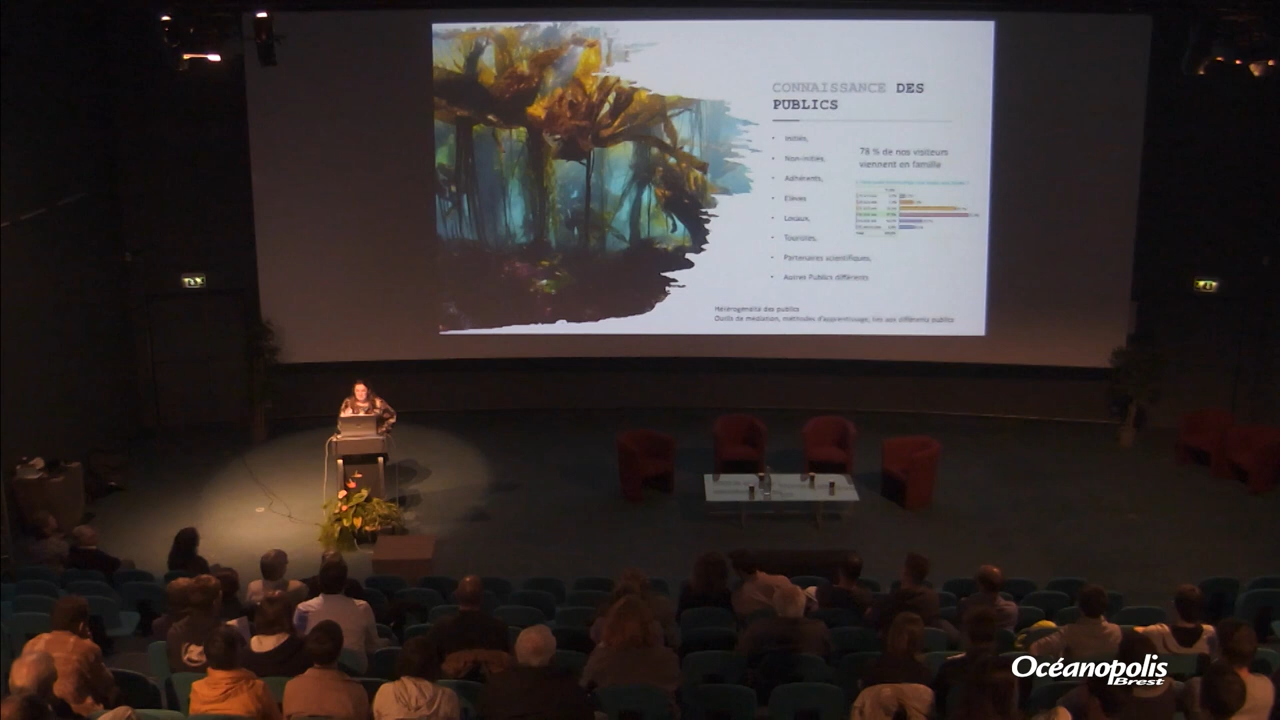 CONNAISSANCE DES
PUBLICS
• Initiés,
• Non-initiés,
• Adhérents,
• Elèves
• Locaux,
• Touristes,
• Partenaires scientifiques,
• Autres Publics différents
78 % de nos visiteurs
viennent en famille
Hétérogénéité des publics
Outils de médiation, méthodes d'apprentissage, liés aux différents publics
Océanopolis
Brest